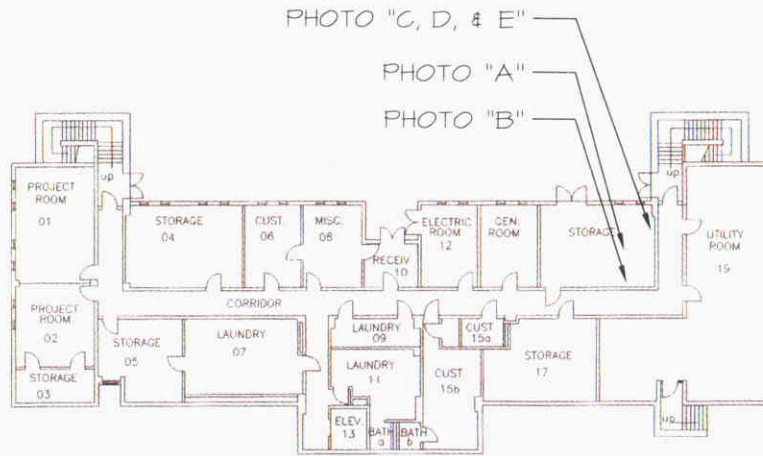 PHOTO "C, D, & E"
PHOTO "A"
PHOTO "B"
up
up
PROJECT
ROOM
01
STORAGE
04
CUST.
06
MISC.
08
RECEIV.
10
ELECTRIC
ROOM
12
GEN.
ROOM
STORAGE
UTILITY
ROOM
19
CORRIDOR
PROJECT
ROOM
02
STORAGE
03
STORAGE
05
LAUNDRY
07
LAUNDRY
09
LAUNDRY
11
CUST
15a
CUST.
15b
STORAGE
17
ELEV.
13
BATH
a
BATH
b
up